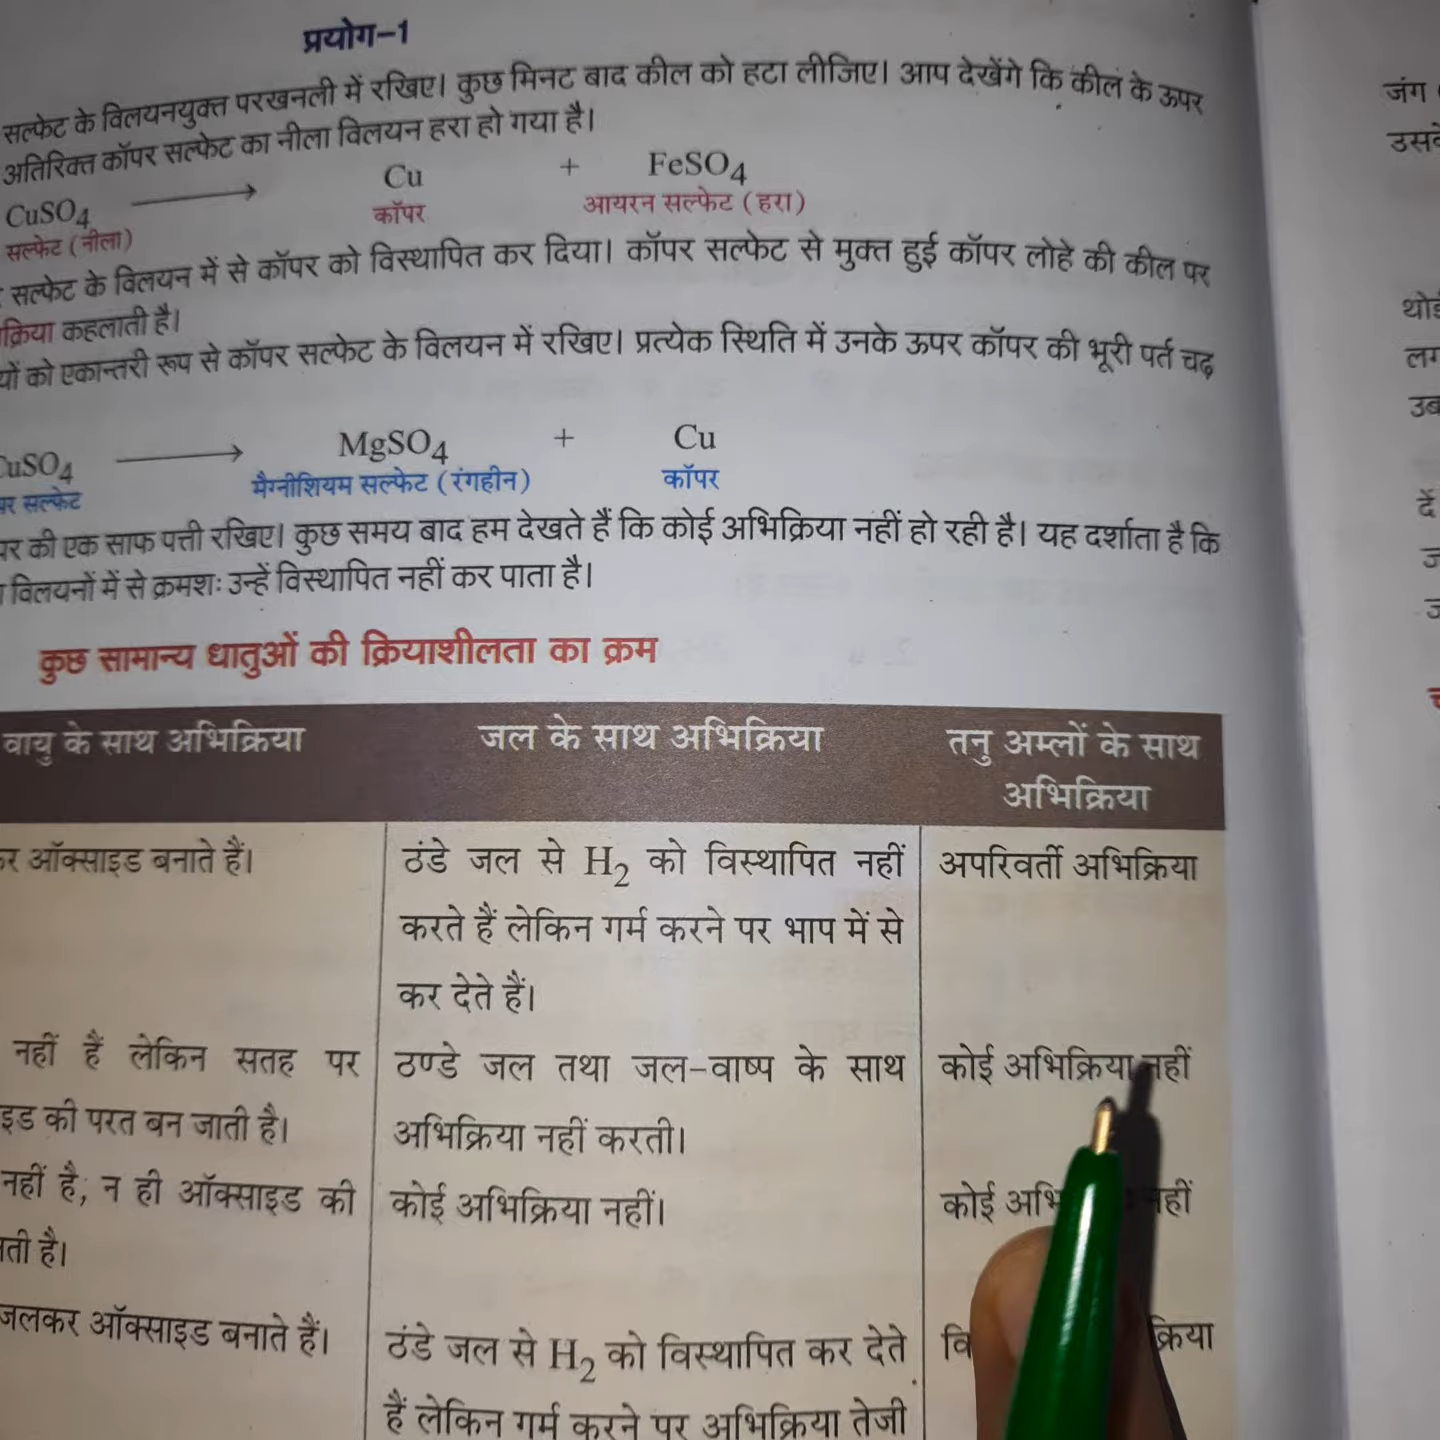 प्रयोग–1
सल्फेट के विलयनयुक्त परखनली में रखिए। कुछ मिनट बाद कील को हटा लीजिए। आप देखेंगे कि कील के ऊपर
अतिरिक्त कॉपर सल्फेट का नीला विलयन हरा हो गया है।
CuSO₄ ⟶ Cu + FeSO₄
सल्फेट (नीला) कॉपर आयरन सल्फेट (हरा)
सल्फेट के विलयन में से कॉपर को विस्थापित कर दिया। कॉपर सल्फेट से मुक्त हुई कॉपर लोहे की कील पर
क्रिया कहलाती है।
यों को एकान्तरी रूप से कॉपर सल्फेट के विलयन में रखिए। प्रत्येक स्थिति में उनके ऊपर कॉपर की भूरी पर्त चढ़
CuSO₄ ⟶ MgSO₄ + Cu
पर सल्फेट मैग्नीशियम सल्फेट (रंगहीन) कॉपर
पर की एक साफ पत्ती रखिए। कुछ समय बाद हम देखते हैं कि कोई अभिक्रिया नहीं हो रही है। यह दर्शाता है कि
विलयनों में से क्रमशः उन्हें विस्थापित नहीं कर पाता है।
कुछ सामान्य धातुओं की क्रियाशीलता का क्रम
वायु के साथ अभिक्रिया
जल के साथ अभिक्रिया
तनु अम्लों के साथ
अभिक्रिया
कर ऑक्साइड बनाते हैं।
ठंडे जल से H₂ को विस्थापित नहीं
करते हैं लेकिन गर्म करने पर भाप में से
कर देते हैं।
अपरिवर्ती अभिक्रिया
नहीं हैं लेकिन सतह पर
इड की परत बन जाती है।
ठण्डे जल तथा जल-वाष्प के साथ
अभिक्रिया नहीं करती।
कोई अभिक्रिया नहीं
नहीं है, न ही ऑक्साइड की
ती है।
कोई अभिक्रिया नहीं।
कोई अभि नहीं
जलकर ऑक्साइड बनाते हैं।
ठंडे जल से H₂ को विस्थापित कर देते
हैं लेकिन गर्म करने पर अभिक्रिया तेजी
वि क्रिया
जंग
उसके
थोड़
लग
उब
दें